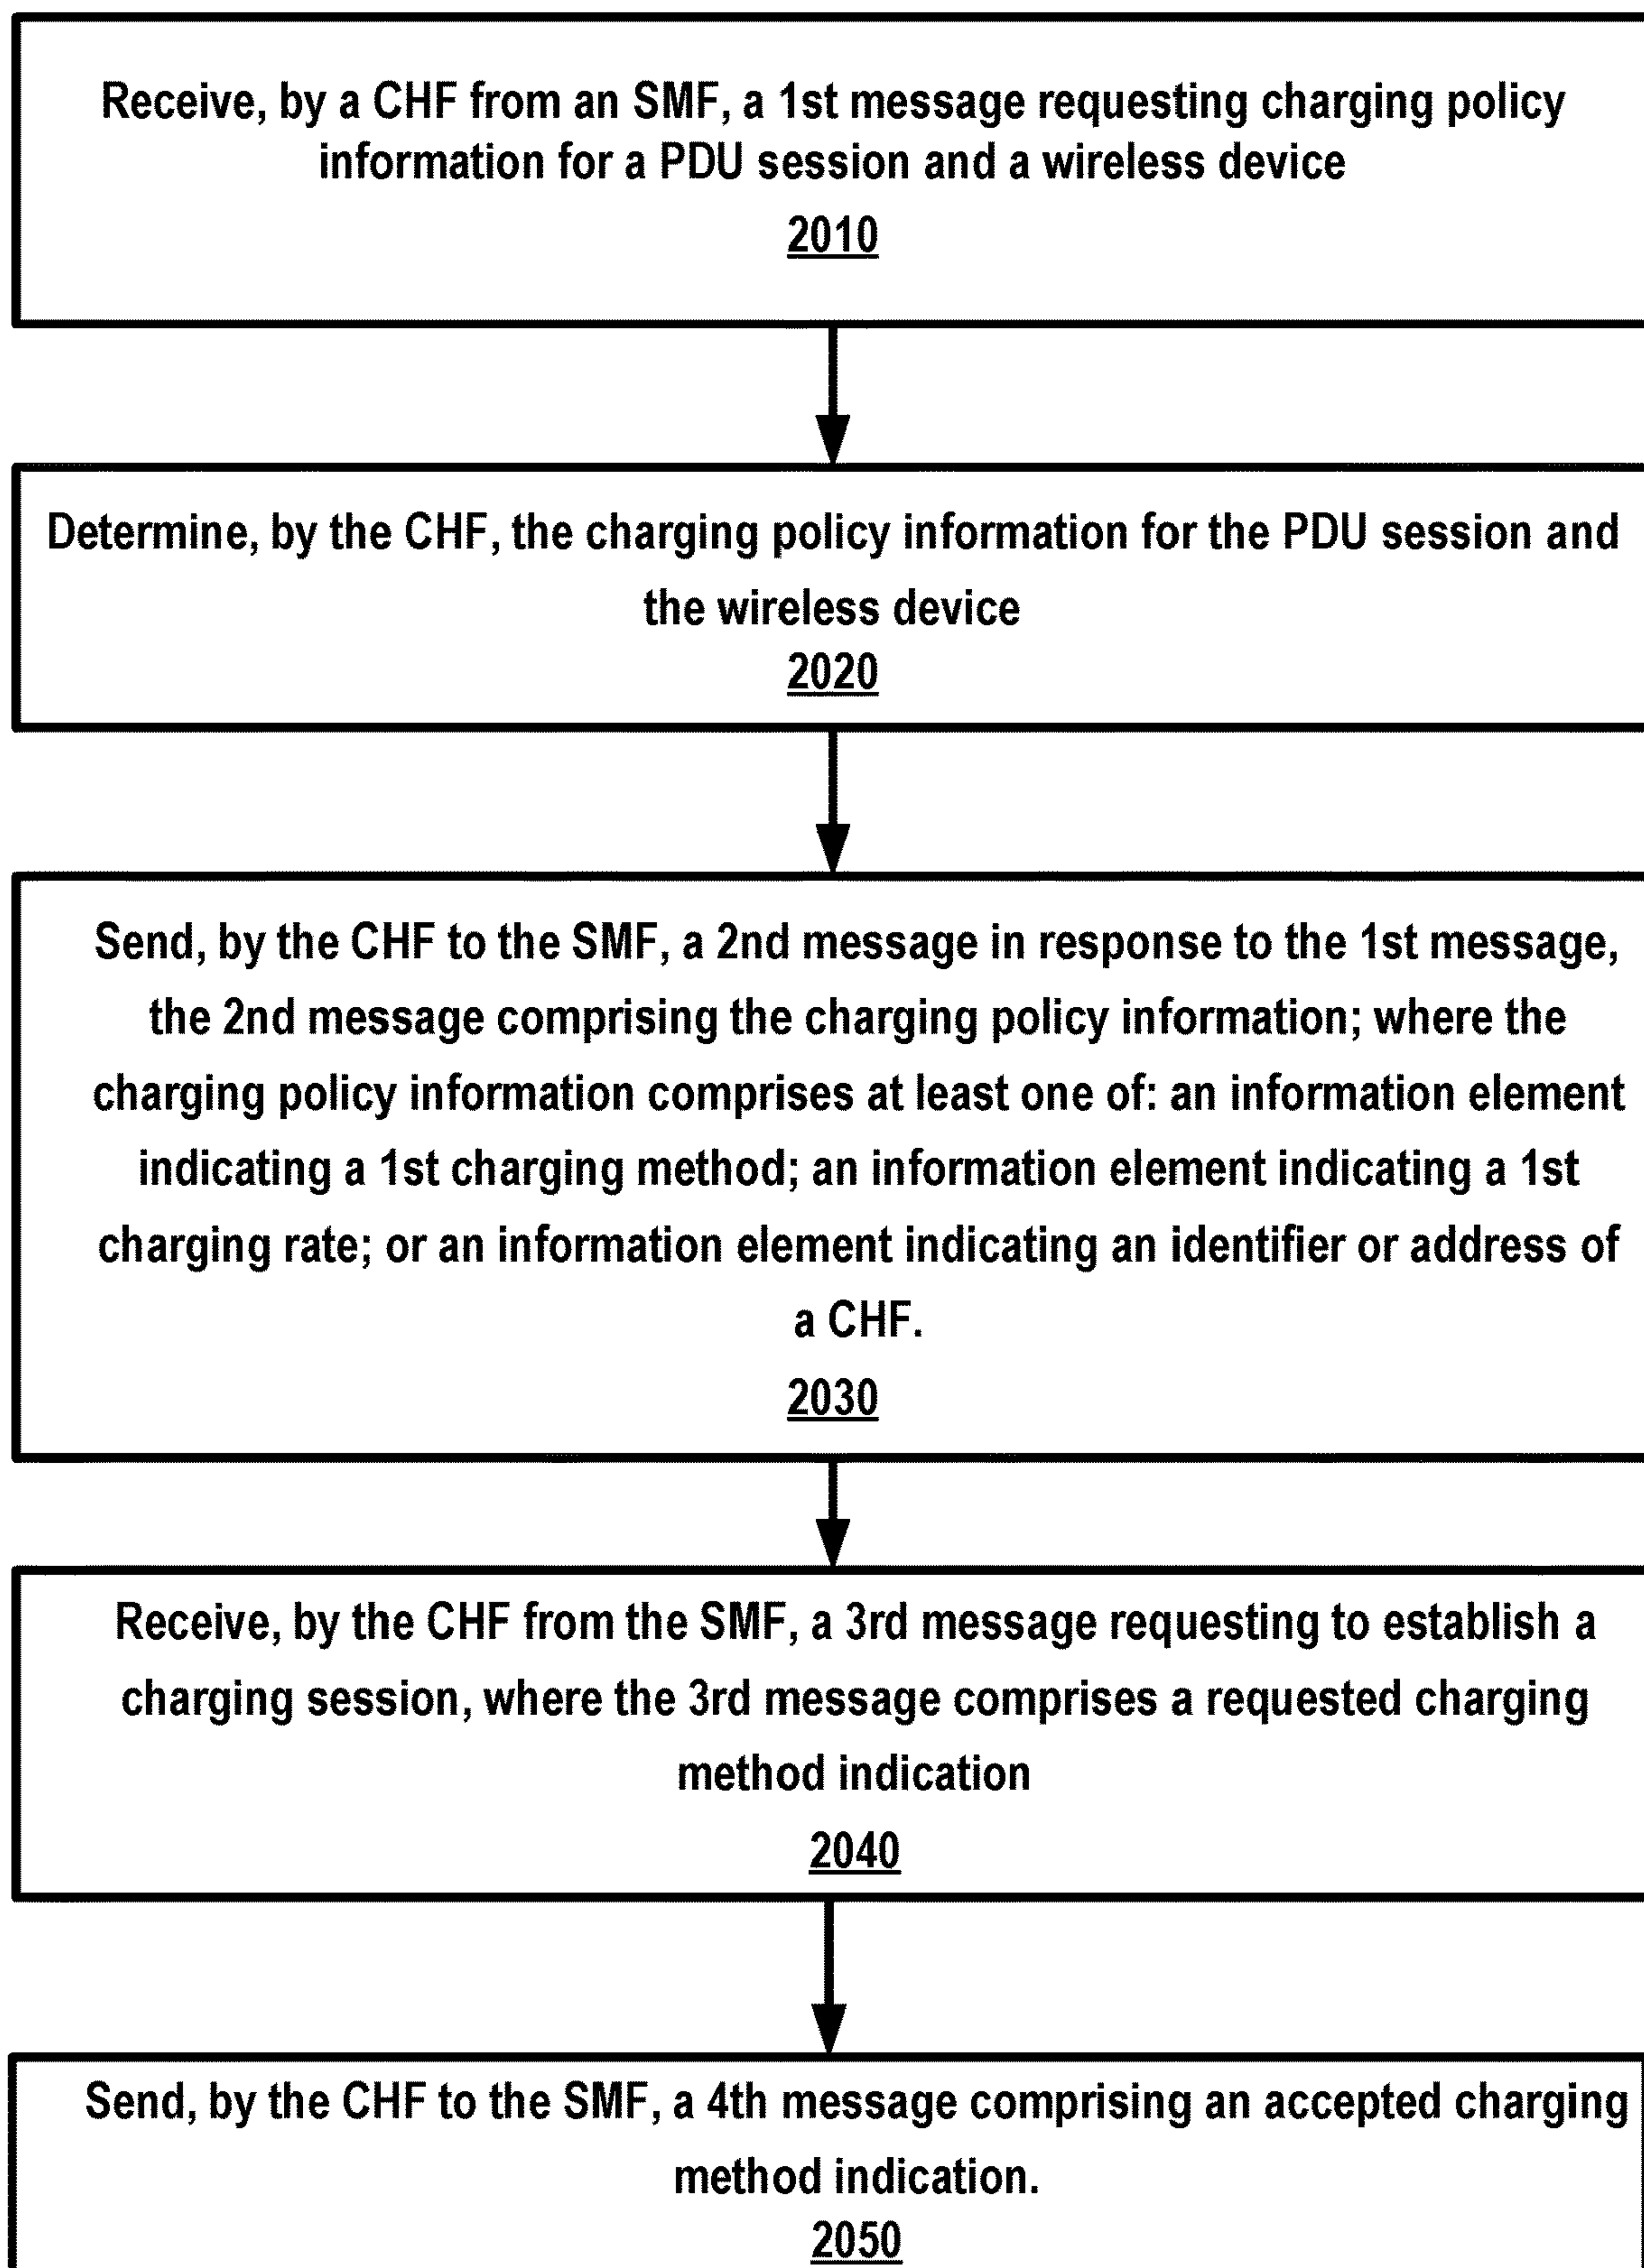 Receive, by a CHF from an SMF, a 1st message requesting charging policy
information for a PDU session and a wireless device
2010
Determine, by the CHF, the charging policy information for the PDU session and
the wireless device
2020
Send, by the CHF to the SMF, a 2nd message in response to the 1st message,
the 2nd message comprising the charging policy information; where the
charging policy information comprises at least one of: an information element
indicating a 1st charging method; an information element indicating a 1st
charging rate; or an information element indicating an identifier or address of
a CHF.
2030
Receive, by the CHF from the SMF, a 3rd message requesting to establish a
charging session, where the 3rd message comprises a requested charging
method indication
2040
Send, by the CHF to the SMF, a 4th message comprising an accepted charging
method indication.
2050